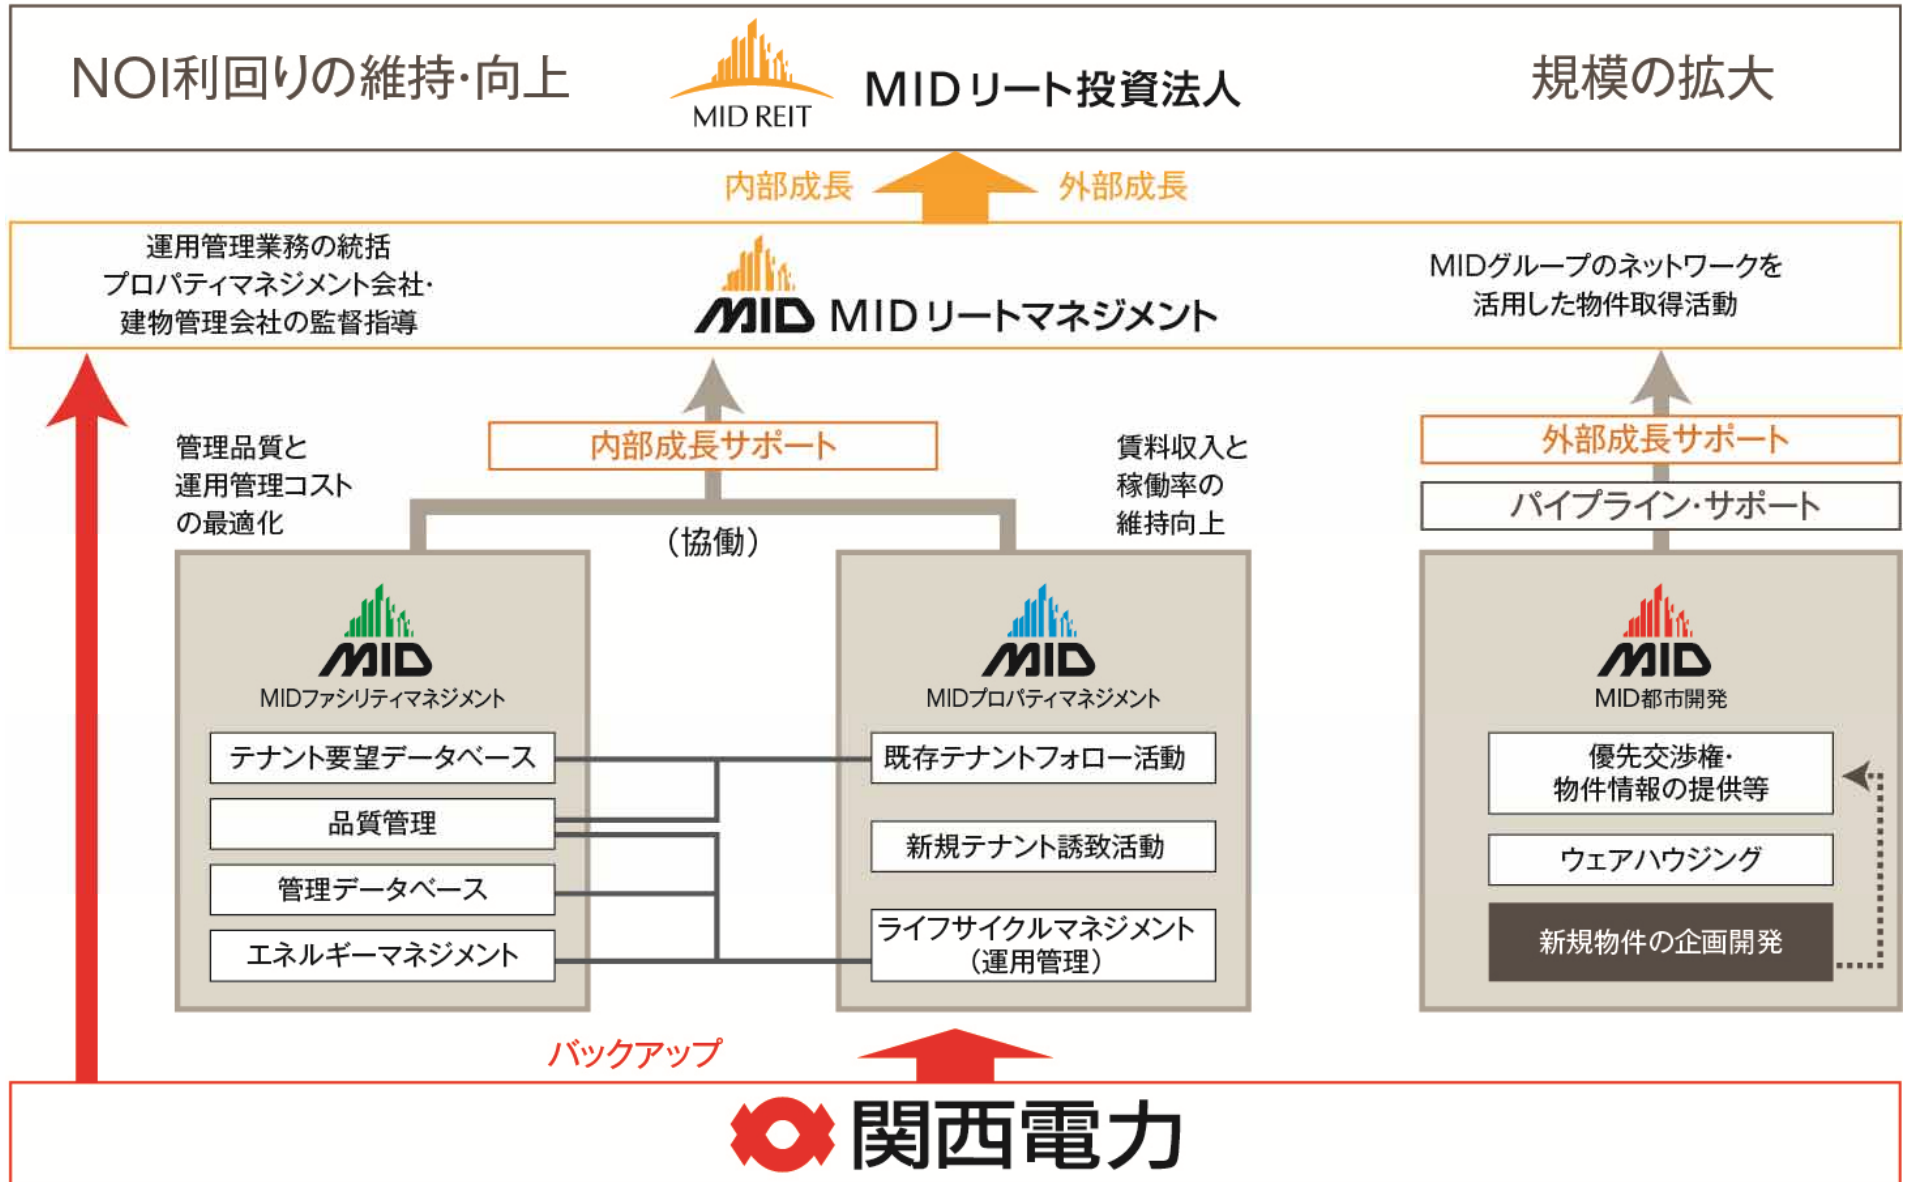 NOI利回りの維持・向上
MID REIT
MIDリート投資法人
規模の拡大
内部成長
外部成長
運用管理業務の統括
プロパティマネジメント会社・
建物管理会社の監督指導
MID
MIDリートマネジメント
MIDグループのネットワークを
活用した物件取得活動
管理品質と
運用管理コスト
の最適化
内部成長サポート
(協働)
賃料収入と
稼働率の
維持向上
外部成長サポート
パイプライン・サポート
MID
MIDファシリティマネジメント
テナント要望データベース
品質管理
管理データベース
エネルギーマネジメント
MID
MIDプロパティマネジメント
既存テナントフォロー活動
新規テナント誘致活動
ライフサイクルマネジメント
(運用管理)
MID
MID都市開発
優先交渉権・
物件情報の提供等
ウェアハウジング
新規物件の企画開発
バックアップ
関西電力